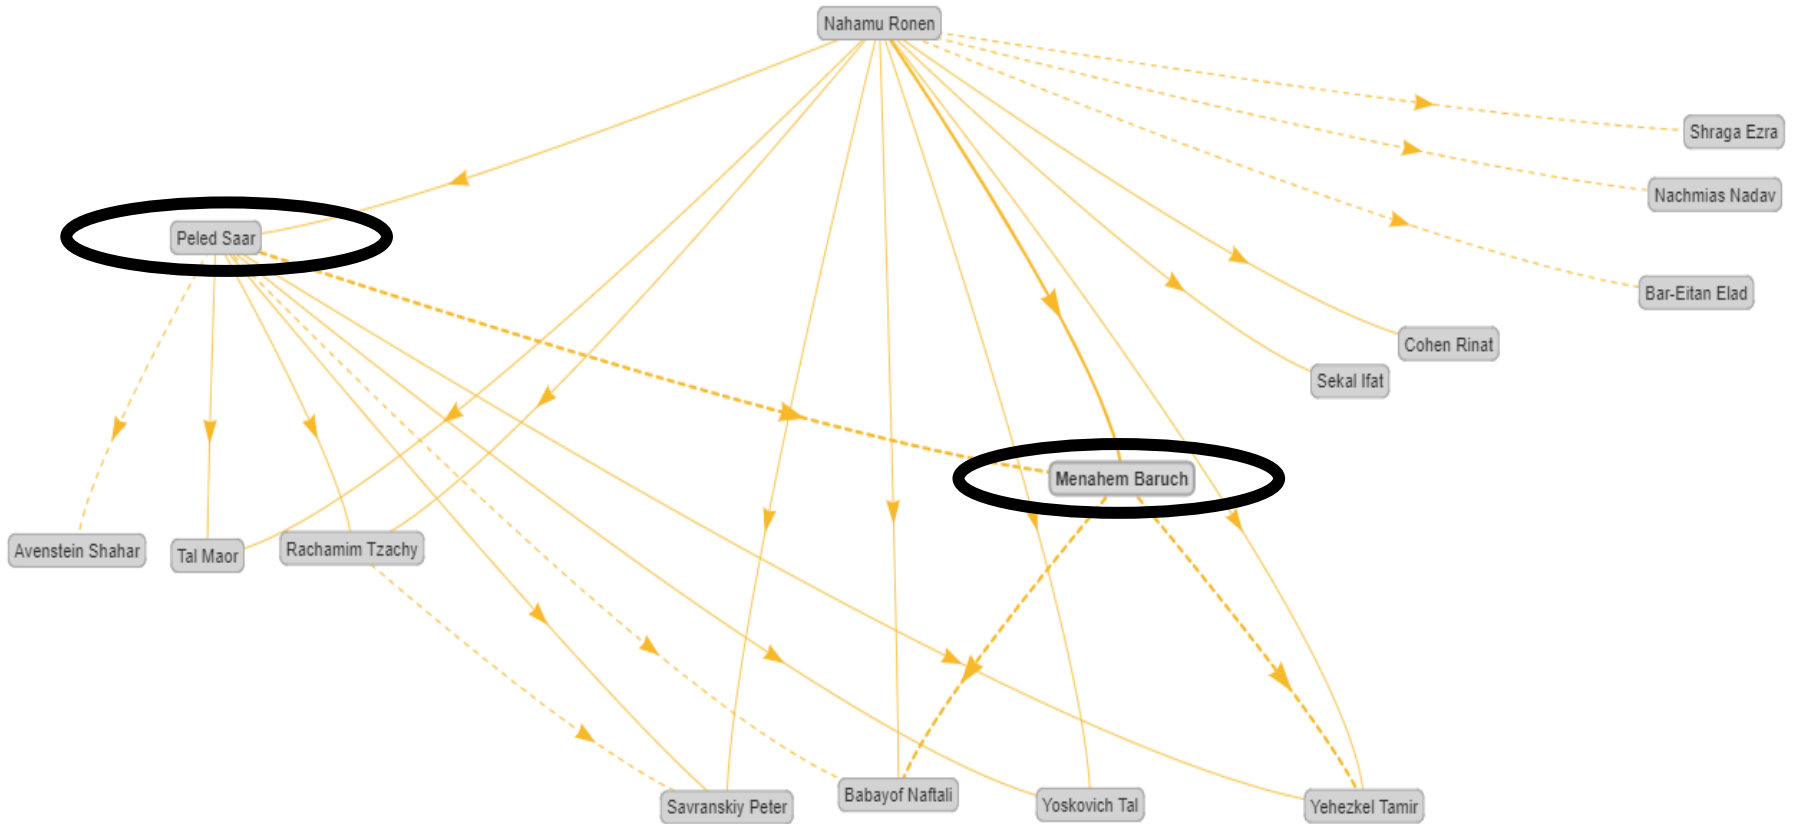 Nahamu Ronen
Shraga Ezra
Nachmias Nadav
Peled Saar
Bar-Eitan Elad
Cohen Rinat
Sekal Ifat
Menahem Baruch
Avenstein Shahar
Tal Maor
Rachamim Tzachy
Savranskiy Peter
Babayof Naftali
Yoskovich Tal
Yehezkel Tamir